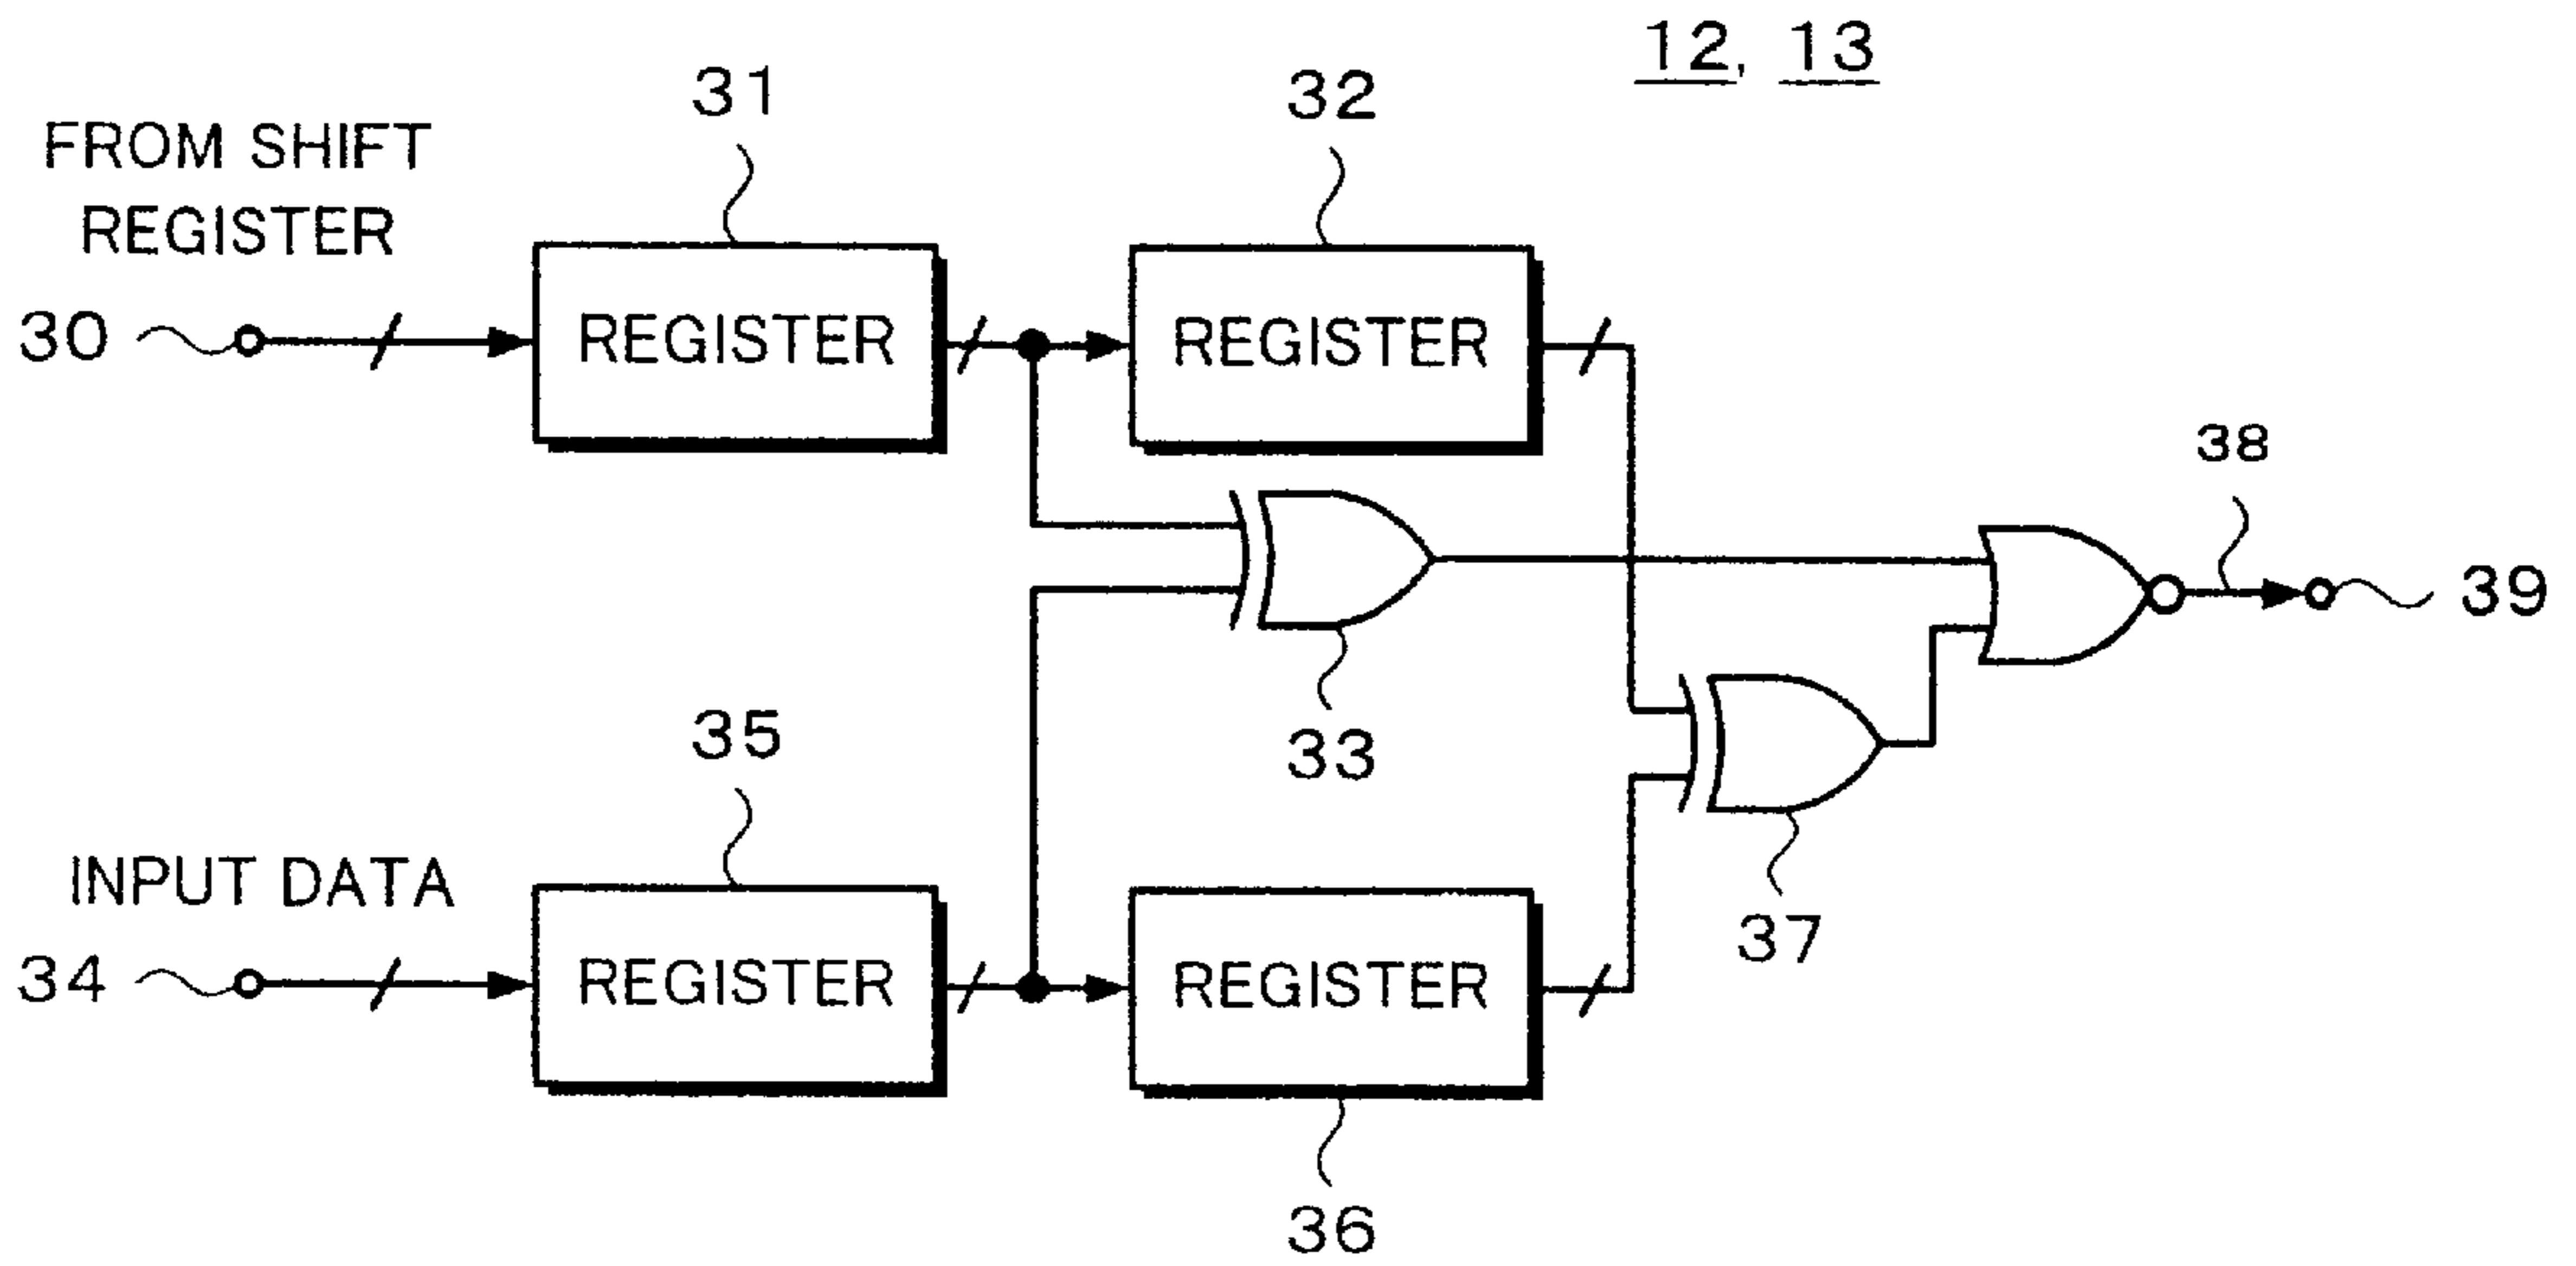 12, 13
31
32
FROM SHIFT
REGISTER
30
REGISTER
REGISTER
38
39
33
35
37
INPUT DATA
34
REGISTER
REGISTER
36